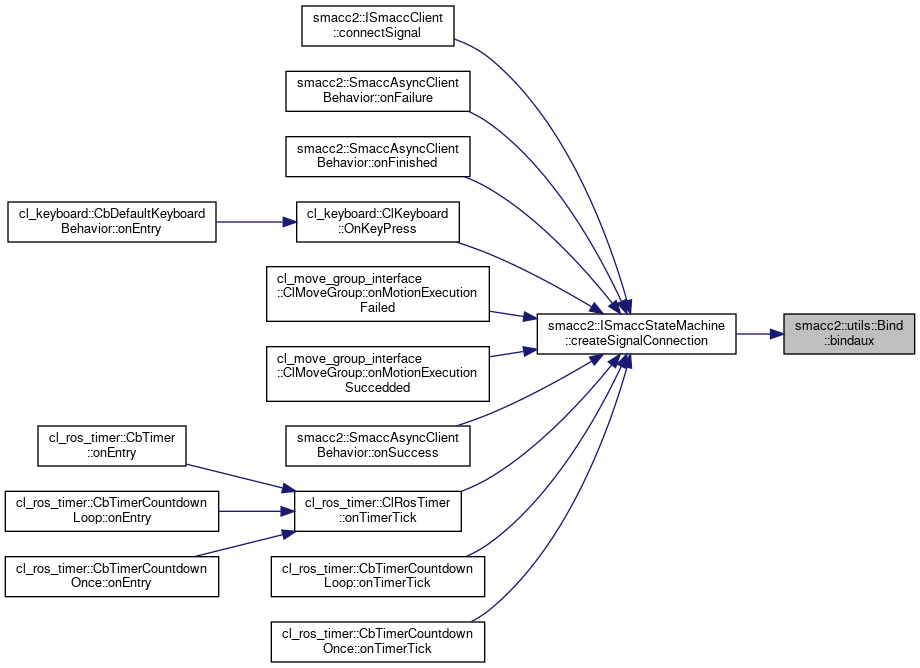 smacc2::ISmaccClient
::connectSignal
smacc2::SmaccAsyncClient
Behavior::onFailure
smacc2::SmaccAsyncClient
Behavior::onFinished
cl_keyboard::CbDefaultKeyboard
Behavior::onEntry
cl_keyboard::ClKeyboard
::OnKeyPress
cl_move_group_interface
::ClMoveGroup::onMotionExecution
Failed
smacc2::ISmaccStateMachine
::createSignalConnection
smacc2::utils::Bind
::bindaux
cl_move_group_interface
::ClMoveGroup::onMotionExecution
Succedded
cl_ros_timer::CbTimer
::onEntry
smacc2::SmaccAsyncClient
Behavior::onSuccess
cl_ros_timer::CbTimerCountdown
Loop::onEntry
cl_ros_timer::ClRosTimer
::onTimerTick
cl_ros_timer::CbTimerCountdown
Once::onEntry
cl_ros_timer::CbTimerCountdown
Loop::onTimerTick
cl_ros_timer::CbTimerCountdown
Once::onTimerTick